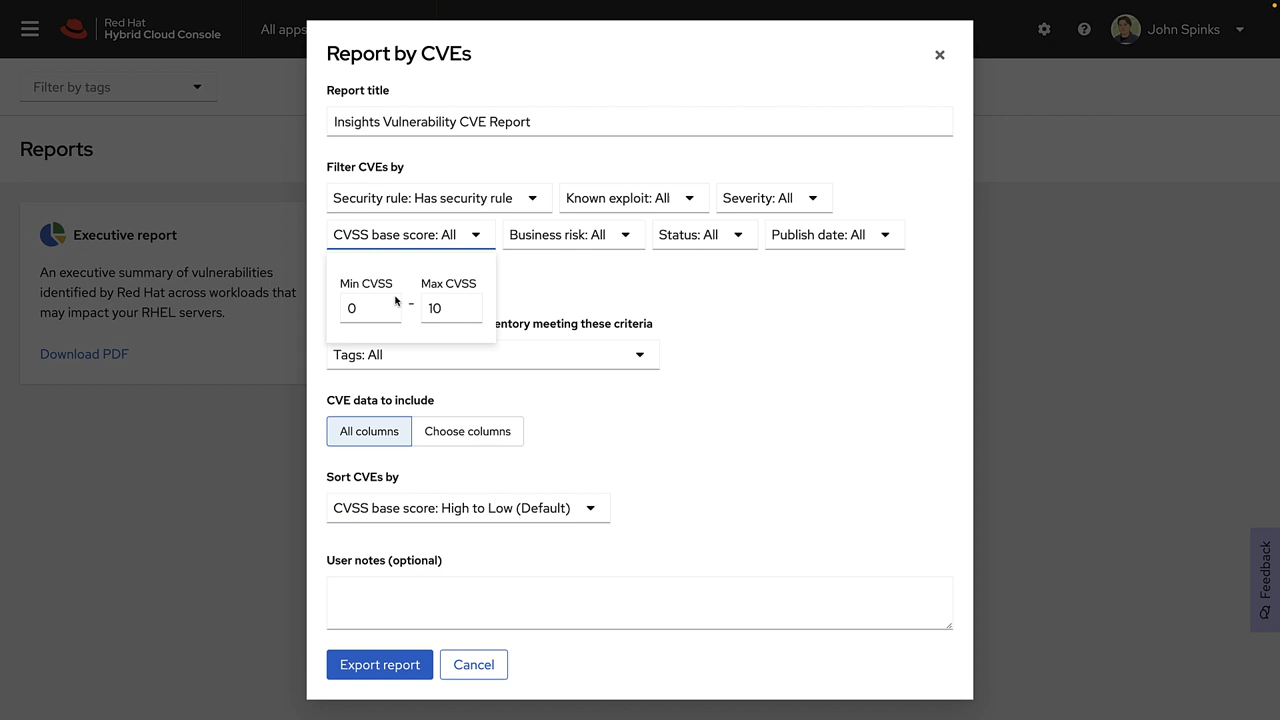 Red Hat
Hybrid Cloud Console
All apps
John Spinks
Filter by tags
Reports
Executive report
An executive summary of vulnerabilities
identified by Red Hat across workloads that
may impact your RHEL servers.
Download PDF
Report by CVEs
Report title
Insights Vulnerability CVE Report
Filter CVEs by
Security rule: Has security rule
Known exploit: All
Severity: All
CVSS base score: All
Business risk: All
Status: All
Publish date: All
Min CVSS
Max CVSS
0 - 10
entory meeting these criteria
Tags: All
CVE data to include
All columns
Choose columns
Sort CVEs by
CVSS base score: High to Low (Default)
User notes (optional)
Export report
Cancel
Feedback